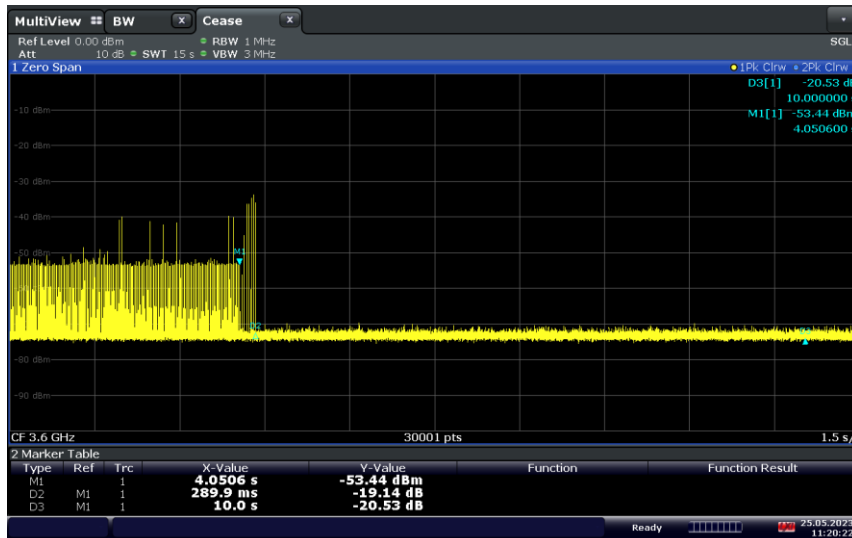 MultiView BW X Cease X
Ref Level 0.00 dBm RBW 1 MHz SGL
Att 10 dB SWT 15 s VBW 3 MHz
1 Zero Span 1Pk Clrw 2Pk Clrw
D3[1] -20.53 dB
10.000000
-10 dBm
M1[1] -53.44 dBm
4.050600
-20 dBm
-30 dBm
-40 dBm
-50 dBm
M1
-80 dBm
-90 dBm
CF 3.6 GHz 30001 pts 1.5 s/
2 Marker Table
Type Ref Trc X-Value Y-Value Function Function Result
M1 1 4.0506 s -53.44 dBm
D2 M1 1 289.9 ms -19.14 dB
D3 M1 1 10.0 s -20.53 dB
Ready 25.05.2023
11:20:22